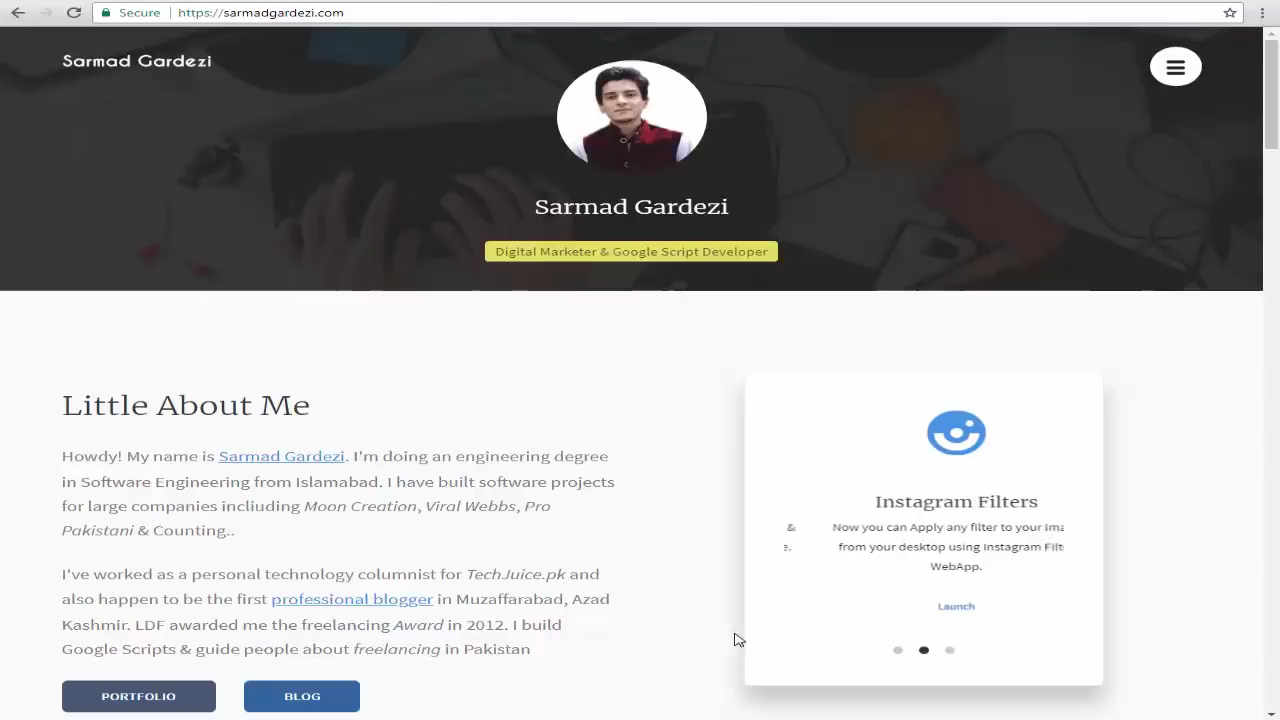 Secure | https://sarmadgardezi.com
Sarmad Gardezi
Sarmad Gardezi
Digital Marketer & Google Script Developer
Little About Me
Howdy! My name is Sarmad Gardezi. I'm doing an engineering degree
in Software Engineering from Islamabad. I have built software projects
for large companies incliuding Moon Creation, Viral Webbs, Pro
Pakistani & Counting..
I've worked as a personal technology columnist for TechJuice.pk and
also happen to be the first professional blogger in Muzaffarabad, Azad
Kashmir. LDF awarded me the freelancing Award in 2012. I build
Google Scripts & guide people about freelancing in Pakistan
PORTFOLIO BLOG
Instagram Filters
& Now you can Apply any filter to your ima
e. from your desktop using Instagram Filt
WebApp.
Launch